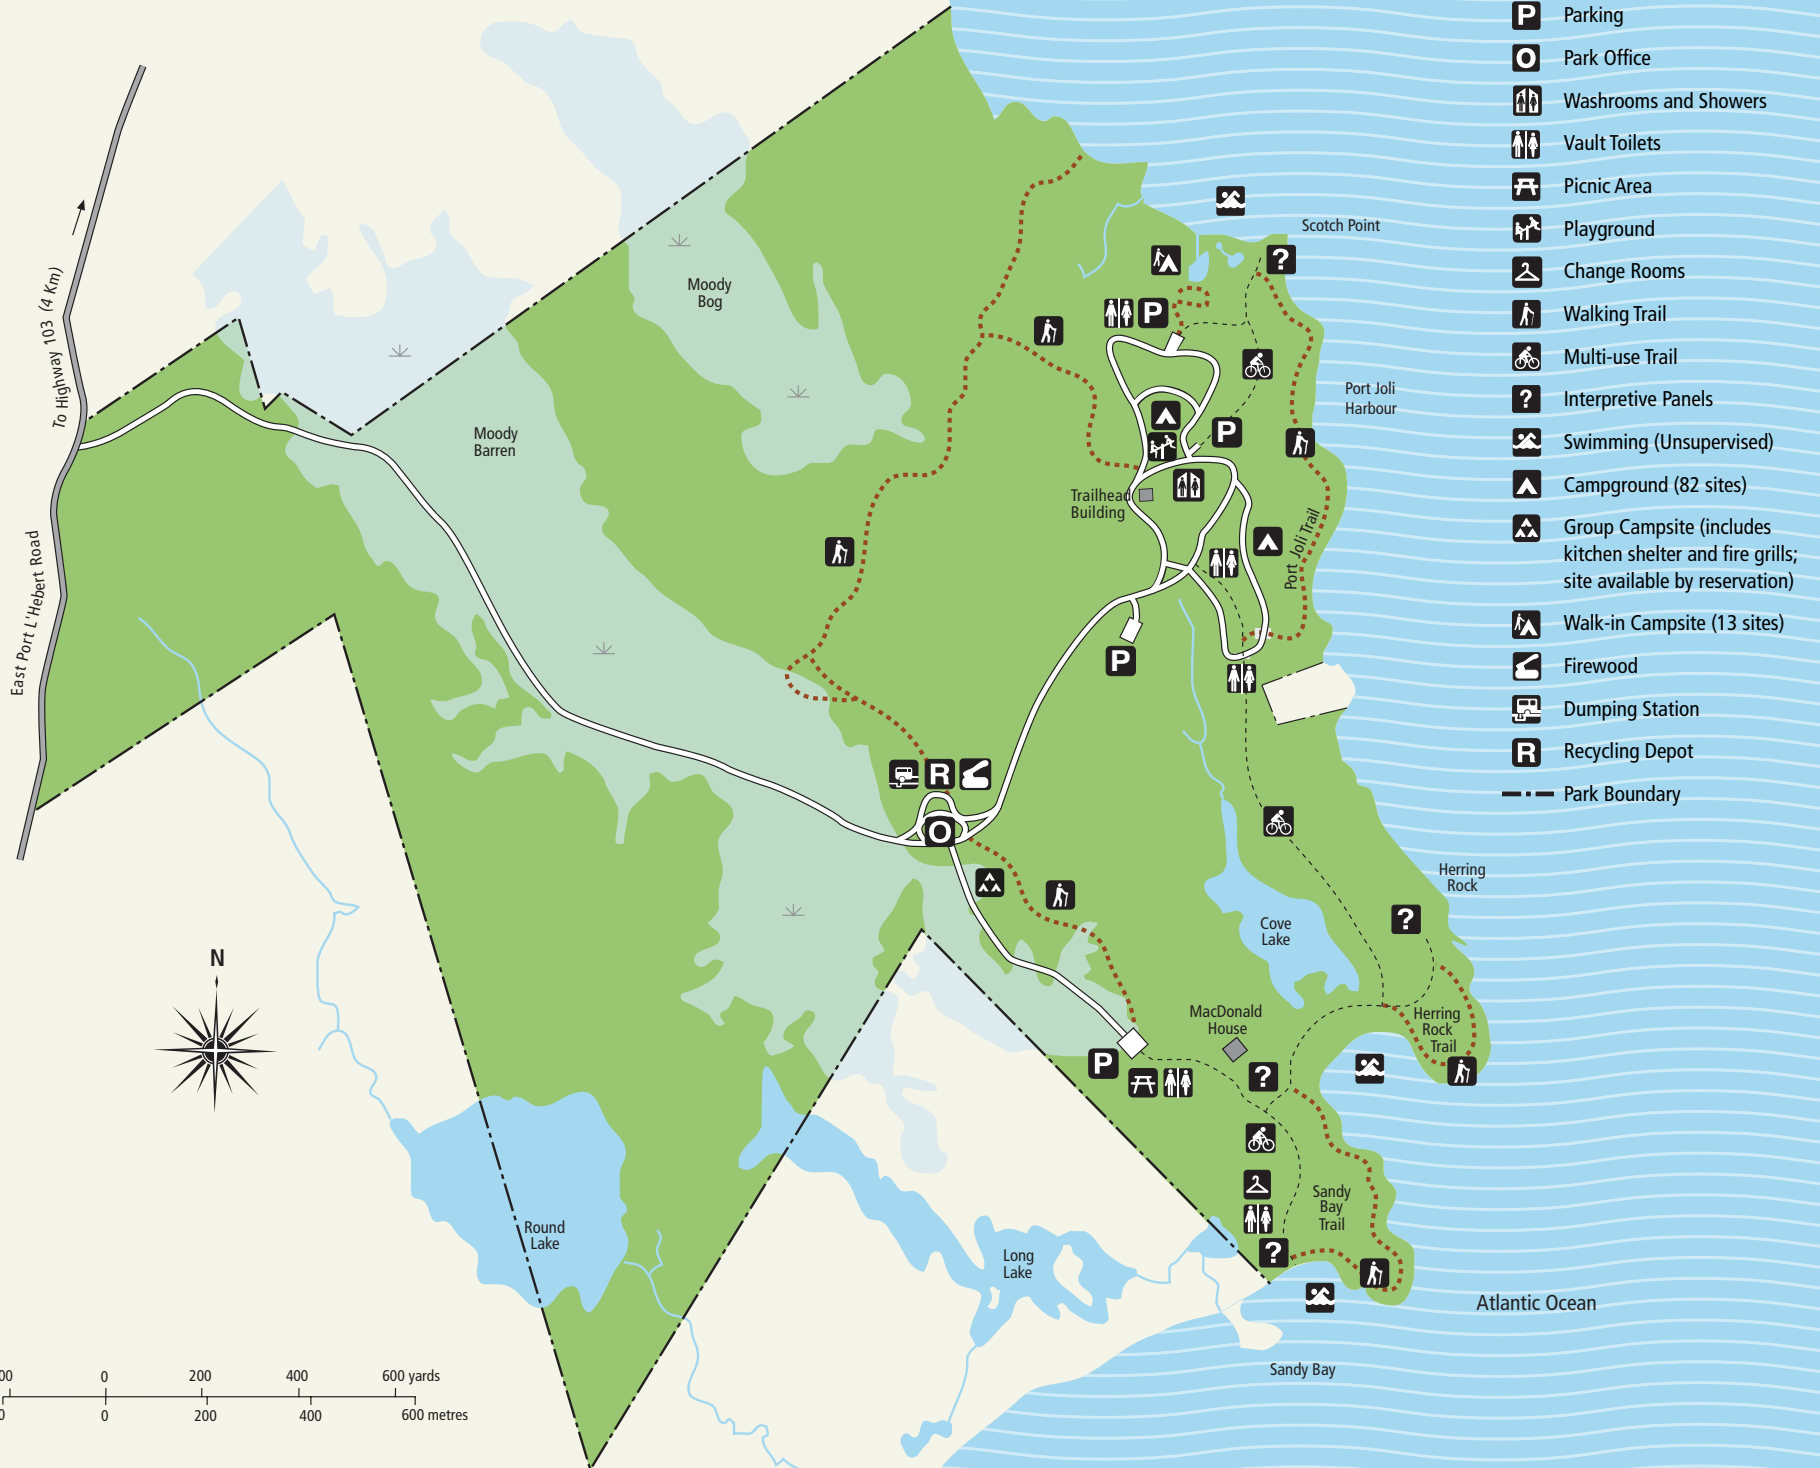 P Parking
O Park Office
Washrooms and Showers
Vault Toilets
Picnic Area
Playground
Change Rooms
Walking Trail
Multi-use Trail
? Interpretive Panels
Swimming (Unsupervised)
Campground (82 sites)
Group Campsite (includes
kitchen shelter and fire grills;
site available by reservation)
Walk-in Campsite (13 sites)
Firewood
Dumping Station
R Recycling Depot
Park Boundary
To Highway 103 (4 Km)
East Port L'Hebert Road
Moody
Bog
Moody
Barren
Scotch Point
?
P
Port Joli
Harbour
P
Trailhead
Building
Port Joli Trail
P
R
O
Herring
Rock
?
Cove
Lake
MacDonald
House
Herring
Rock
Trail
P
?
Sandy
Bay
Trail
?
N
Round
Lake
Long
Lake
Atlantic Ocean
Sandy Bay
00 0 200 400 600 yards
0 0 200 400 600 metres